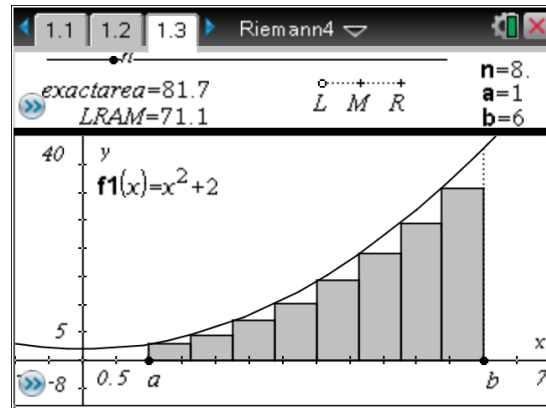 1.1 1.2 1.3 Riemann4
n
n=8.
exactarea=81.7
a=1
LRAM=71.1
L M R
b=6
40 y
f1(x)=x²+2
5
x
-8 0.5 a b 7